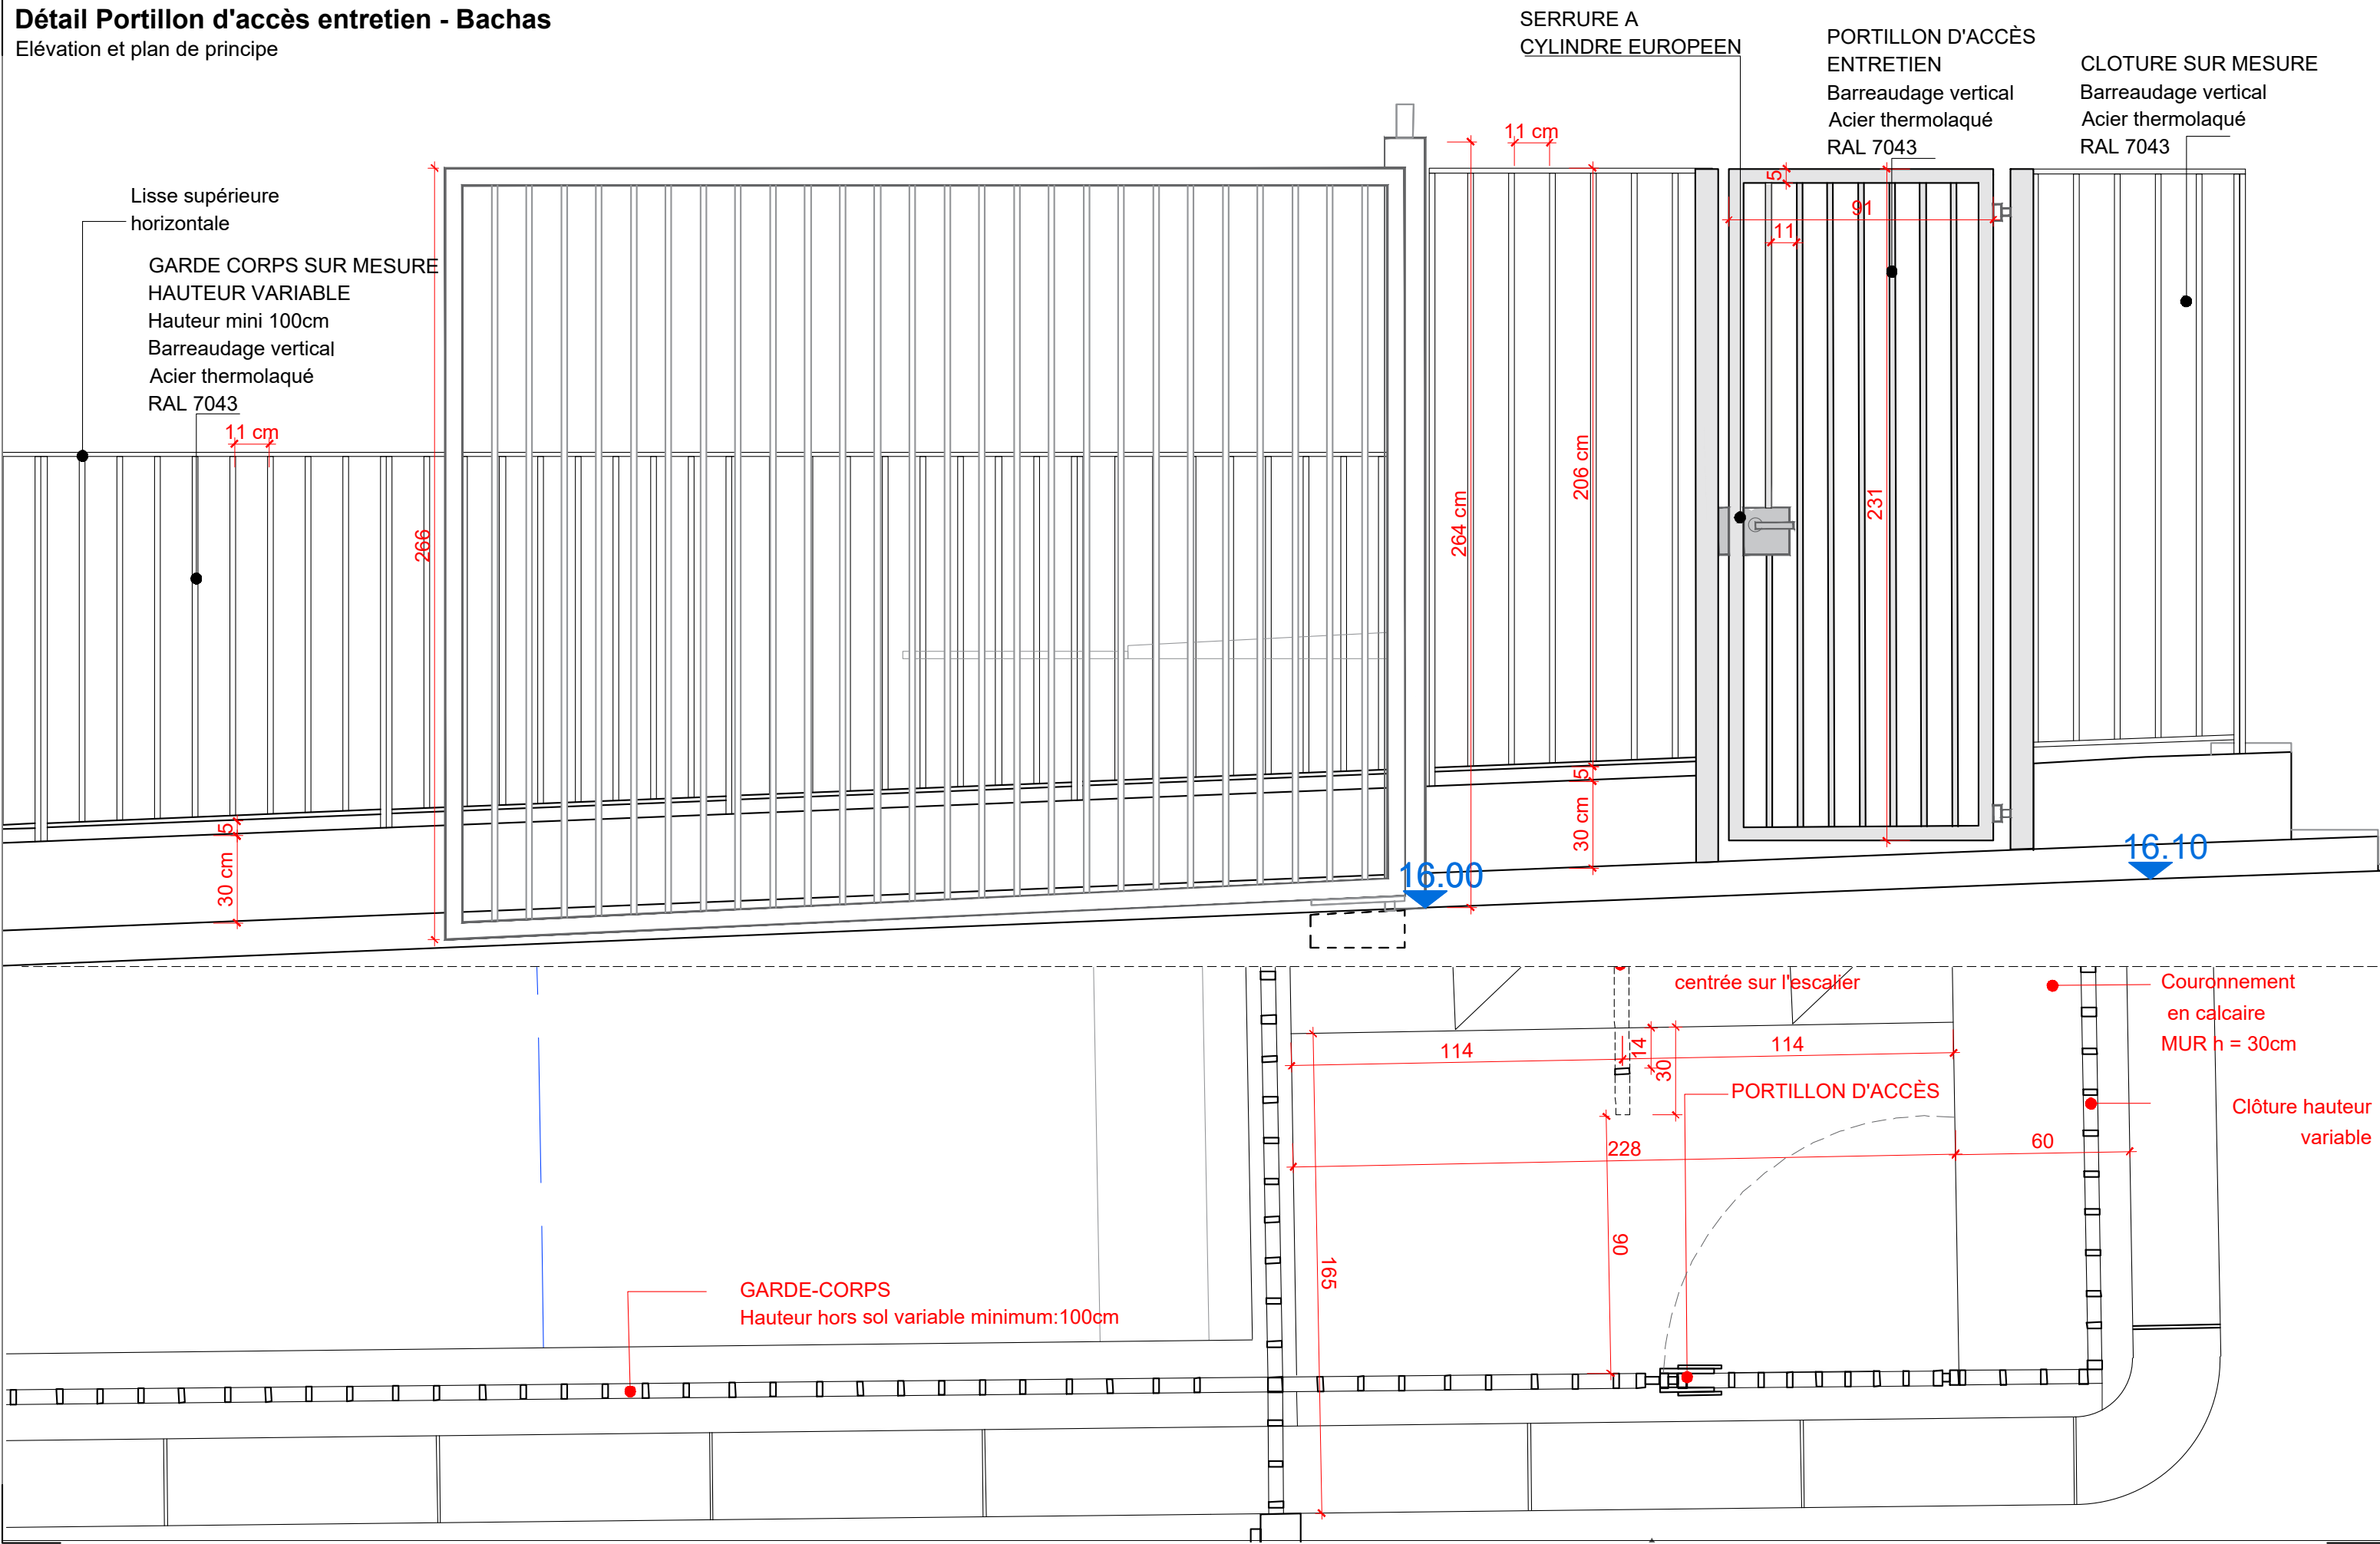 Détail Portillon d'accès entretien - Bachas
Elévation et plan de principe
SERRURE A
CYLINDRE EUROPEEN
PORTILLON D'ACCÈS
ENTRETIEN
Barreaudage vertical
Acier thermolaqué
RAL 7043
CLOTURE SUR MESURE
Barreaudage vertical
Acier thermolaqué
RAL 7043
Lisse supérieure
horizontale
GARDE CORPS SUR MESURE
HAUTEUR VARIABLE
Hauteur mini 100cm
Barreaudage vertical
Acier thermolaqué
RAL 7043
11 cm
11 cm
5
91
11
266
264 cm
206 cm
231
5
30 cm
5
30 cm
16.00
16.10
centrée sur l'escalier
Couronnement
en calcaire
MUR h = 30cm
114
14
114
30
PORTILLON D'ACCÈS
Clôture hauteur
variable
228
60
90
165
GARDE-CORPS
Hauteur hors sol variable minimum:100cm